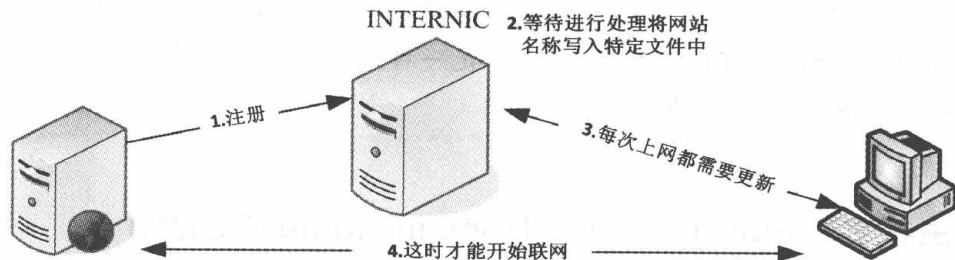 INTERNIC
2.等待进行处理将网站
名称写入特定文件中
1.注册
3.每次上网都需要更新
4.这时才能开始联网